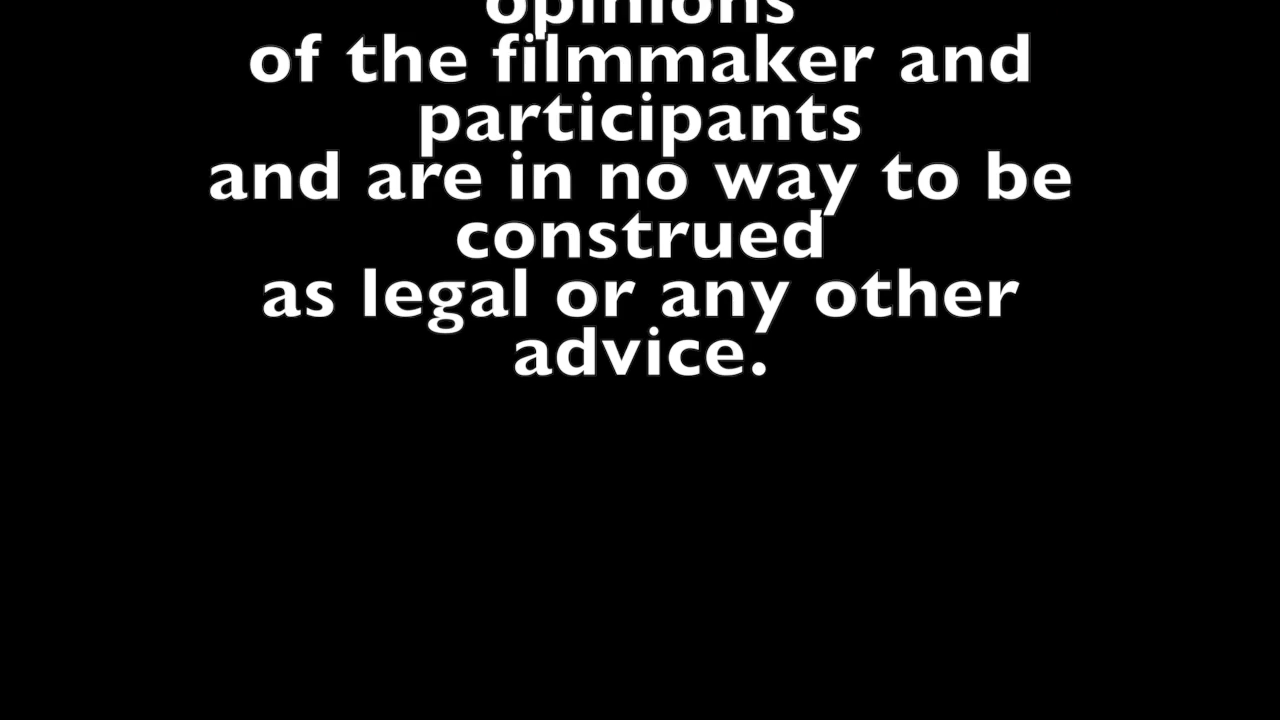 opinions
of the filmmaker and
participants
and are in no way to be
construed
as legal or any other
advice.